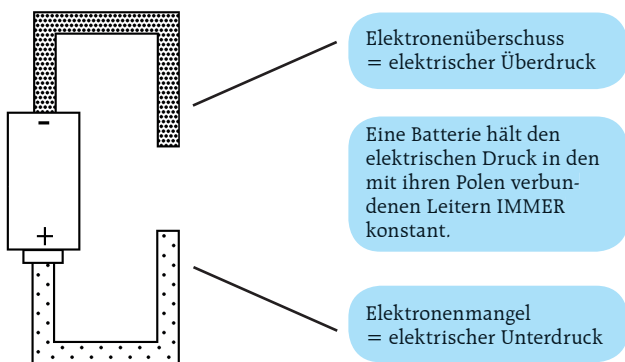 Elektronenüberschuss
= elektrischer Überdruck
-
Eine Batterie hält den
elektrischen Druck in den
mit ihren Polen verbun-
denen Leitern IMMER
konstant.
+
Elektronenmangel
= elektrischer Unterdruck